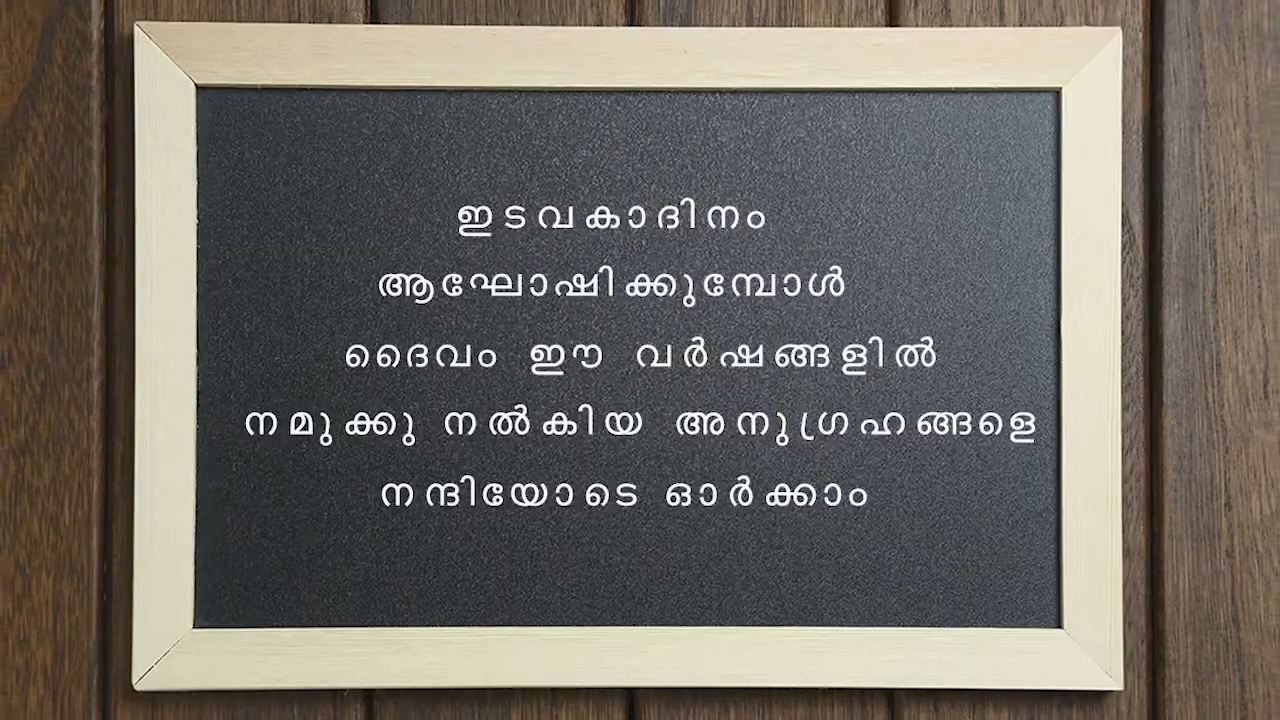 ഇടവകാദിനം
ആഘോഷിക്കുമ്പോൾ
ദൈവം ഈ വർഷങ്ങളിൽ
നമുക്കു നൽകിയ അനുഗ്രഹങ്ങളെ
നന്ദിയോടെ ഓർക്കാം